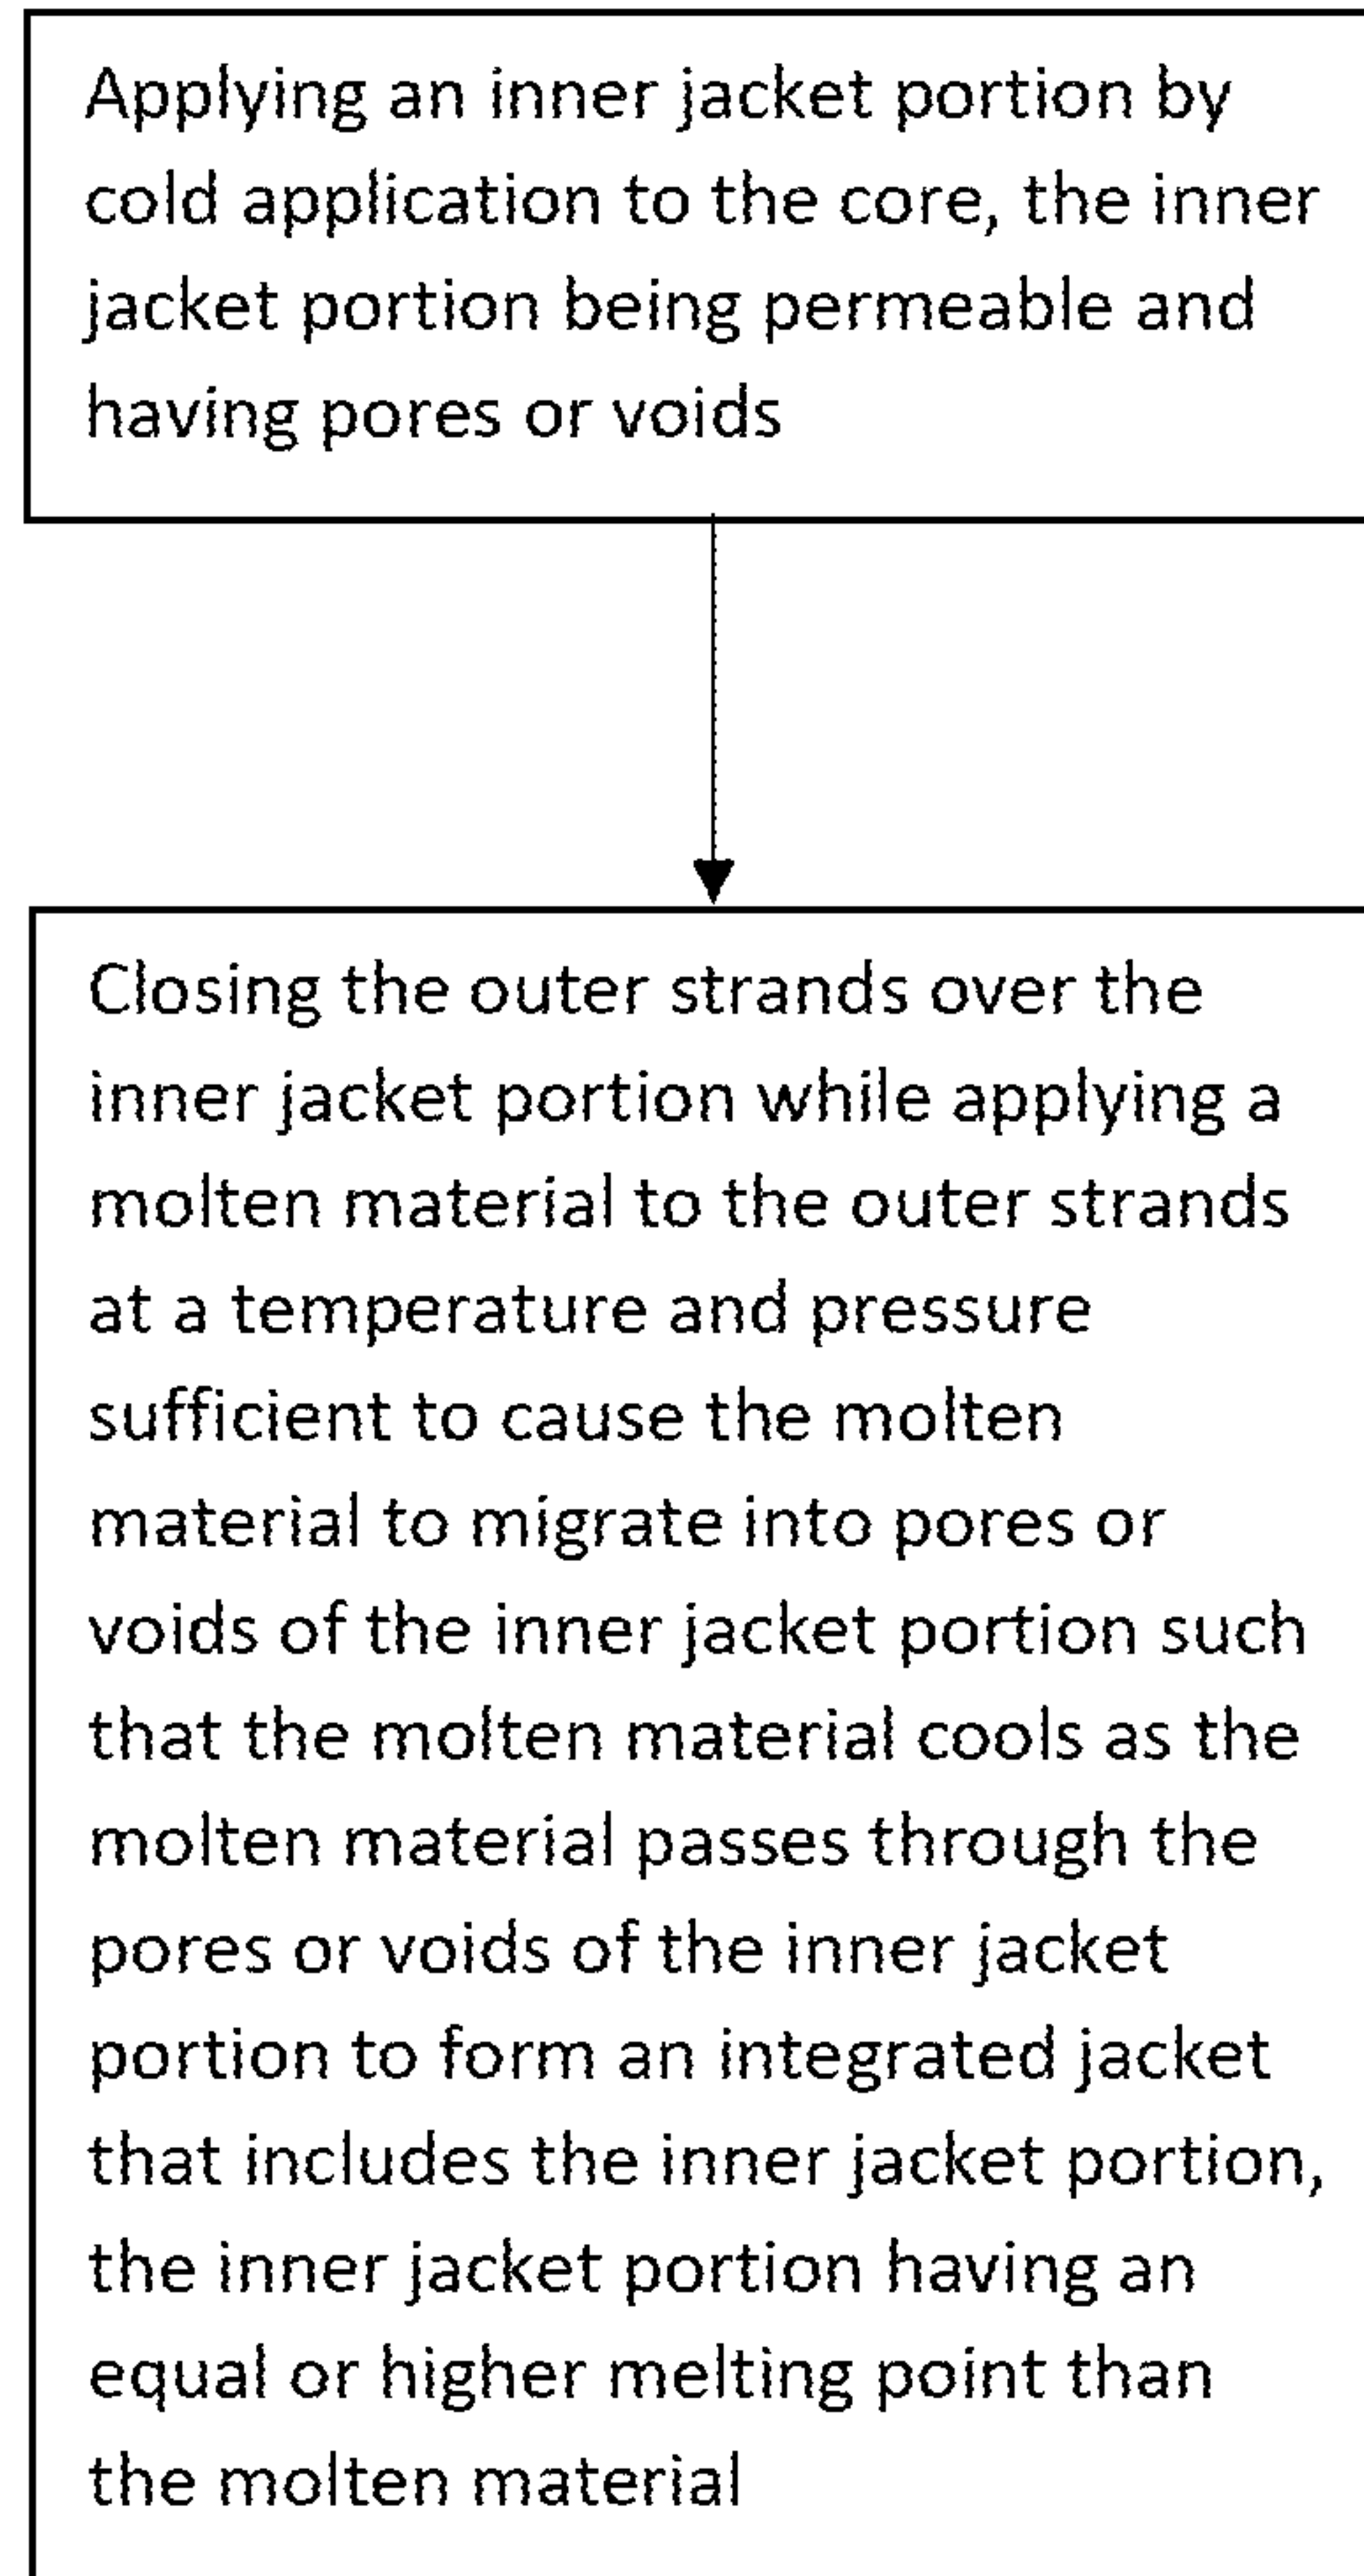 Applying an inner jacket portion by
cold application to the core, the inner
jacket portion being permeable and
having pores or voids
Closing the outer strands over the
inner jacket portion while applying a
molten material to the outer strands
at a temperature and pressure
sufficient to cause the molten
material to migrate into pores or
voids of the inner jacket portion such
that the molten material cools as the
molten material passes through the
pores or voids of the inner jacket
portion to form an integrated jacket
that includes the inner jacket portion,
the inner jacket portion having an
equal or higher melting point than
the molten material